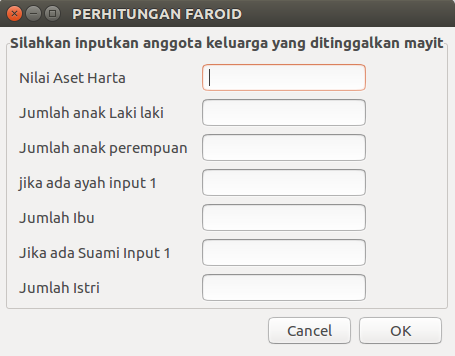 PERHITUNGAN FAROID
Silahkan inputkan anggota keluarga yang ditinggalkan mayit
Nilai Aset Harta
Jumlah anak Laki laki
Jumlah anak perempuan
jika ada ayah input 1
Jumlah Ibu
Jika ada Suami Input 1
Jumlah Istri
Cancel OK